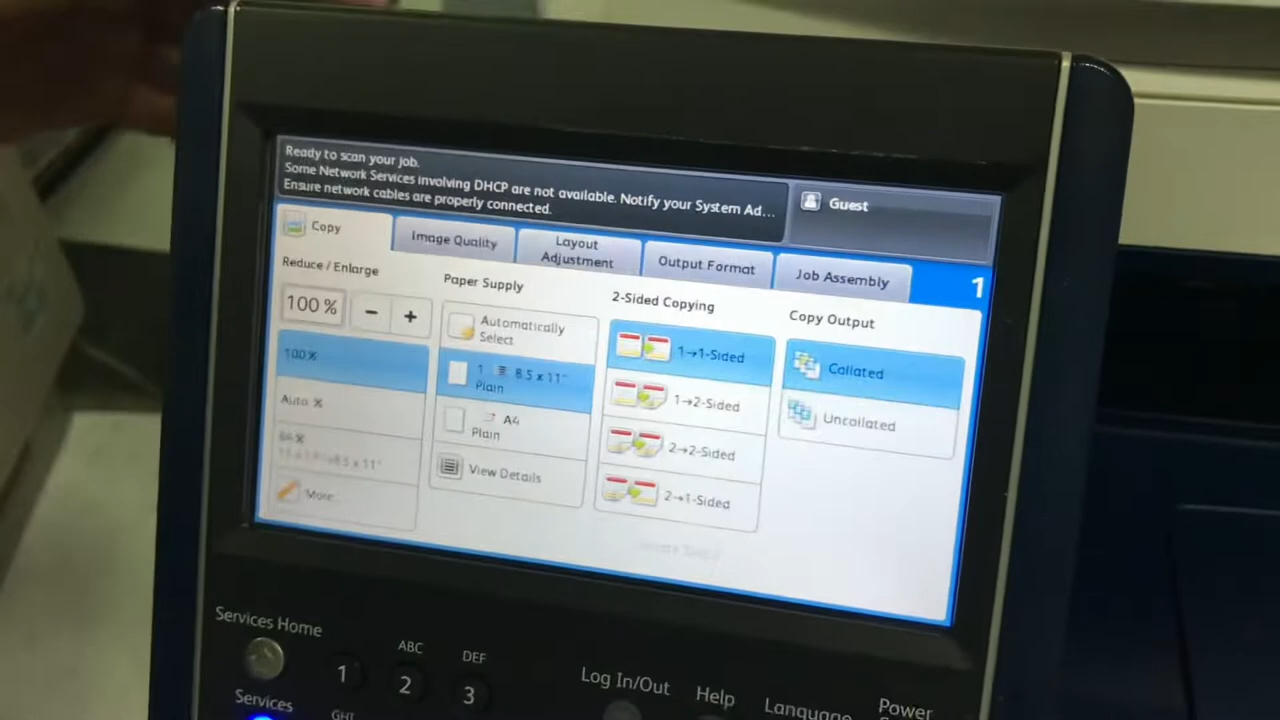 Ready to scan your job.
Some Network Services involving DHCP are not available. Notify your System Ad...
Ensure network cables are properly connected.
Guest
Copy
Image Quality
Layout
Adjustment
Output Format
Job Assembly
1
Reduce / Enlarge
100 %
−
+
100 %
Auto %
More
Paper Supply
Automatically
Select
1 8.5 x 11"
Plain
A4
Plain
View Details
2-Sided Copying
1→1-Sided
1→2-Sided
2→2-Sided
2→1-Sided
Copy Output
Collated
Uncollated
Services Home
Services
1
ABC
2
DEF
3
GHI
Log In/Out
Help
Language
Power